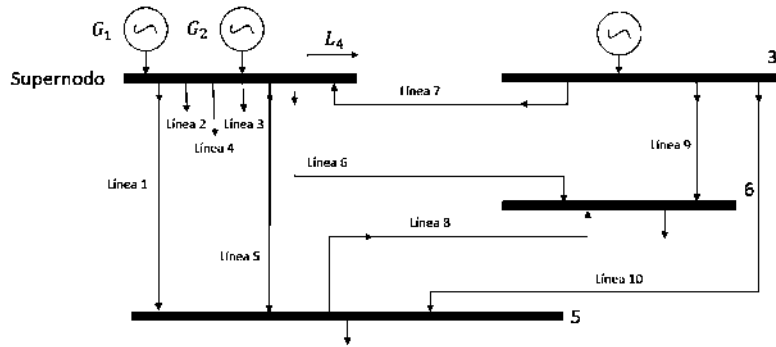 G₁
G₂
L₄
Supernodo
3
Línea 7
Línea 2
Línea 3
Línea 4
Línea 9
Línea 6
Línea 1
6
Línea 8
Línea 5
Línea 10
5